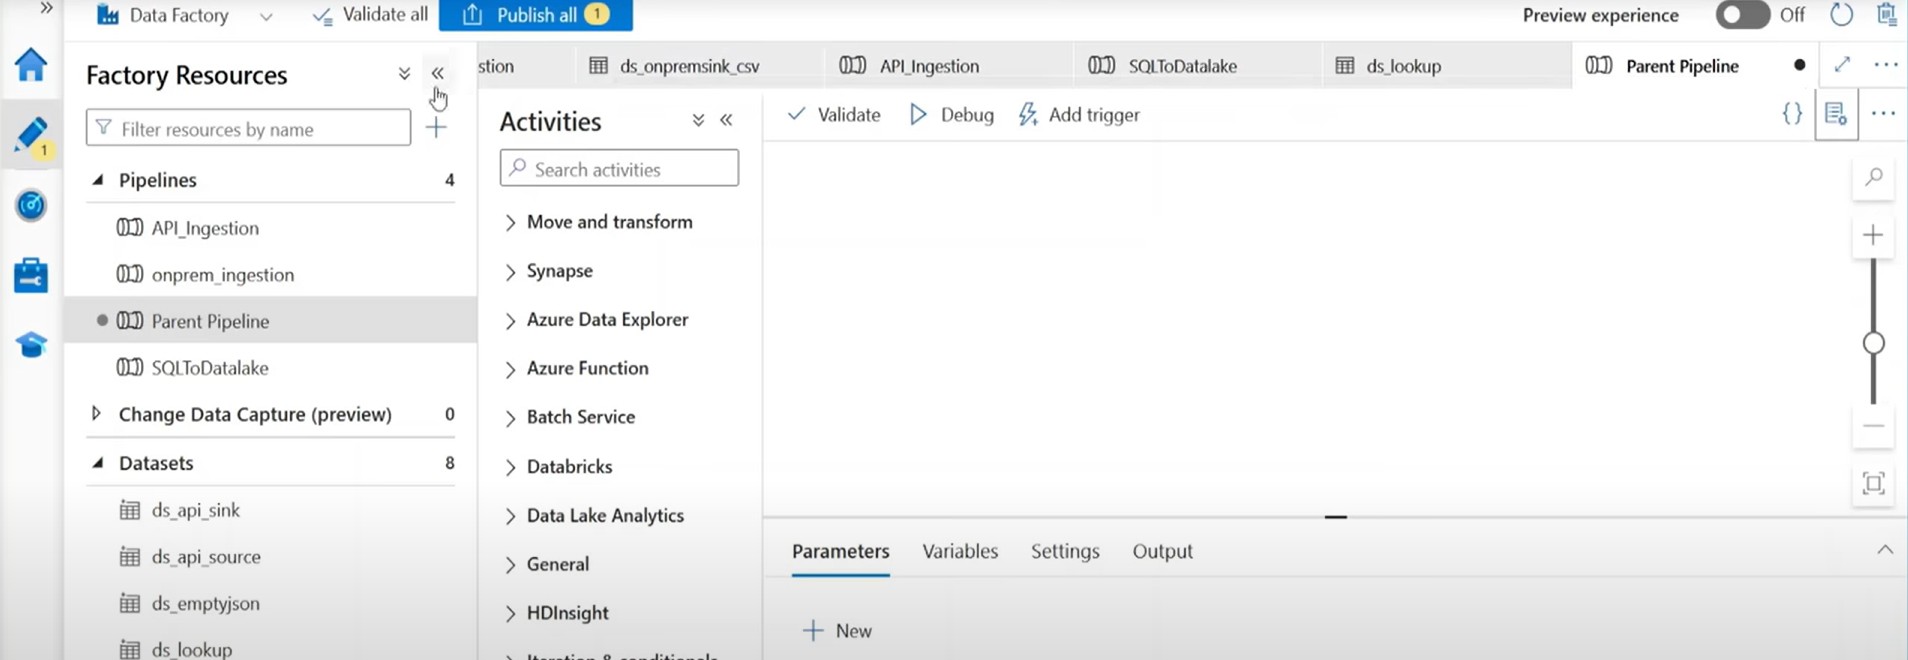 Data Factory
Validate all
Publish all 1
Preview experience
Off
Factory Resources
Filter resources by name
1
Pipelines 4
API_Ingestion
onprem_ingestion
Parent Pipeline
SQLToDatalake
Change Data Capture (preview) 0
Datasets 8
ds_api_sink
ds_api_source
ds_emptyjson
ds_lookup
stion
ds_onpremsink_csv
API_Ingestion
SQLToDatalake
ds_lookup
Parent Pipeline
Activities
Search activities
Move and transform
Synapse
Azure Data Explorer
Azure Function
Batch Service
Databricks
Data Lake Analytics
General
HDInsight
Iteration & conditionals
Validate
Debug
Add trigger
{}
Parameters
Variables
Settings
Output
New